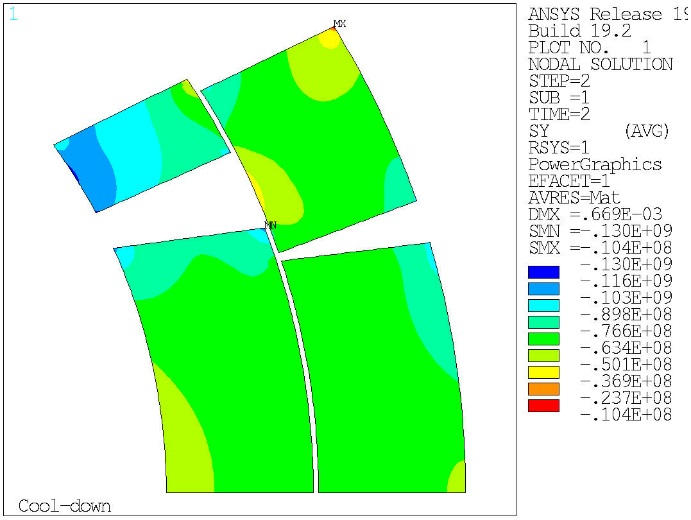 1
MX
MN
Cool-down
ANSYS Release 19
Build 19.2
PLOT NO. 1
NODAL SOLUTION
STEP=2
SUB =1
TIME=2
SY (AVG)
RSYS=1
PowerGraphics
EFACET=1
AVRES=Mat
DMX =.669E-03
SMN =-.130E+09
SMX =-.104E+08
-.130E+09
-.116E+09
-.103E+09
-.898E+08
-.766E+08
-.634E+08
-.501E+08
-.369E+08
-.237E+08
-.104E+08